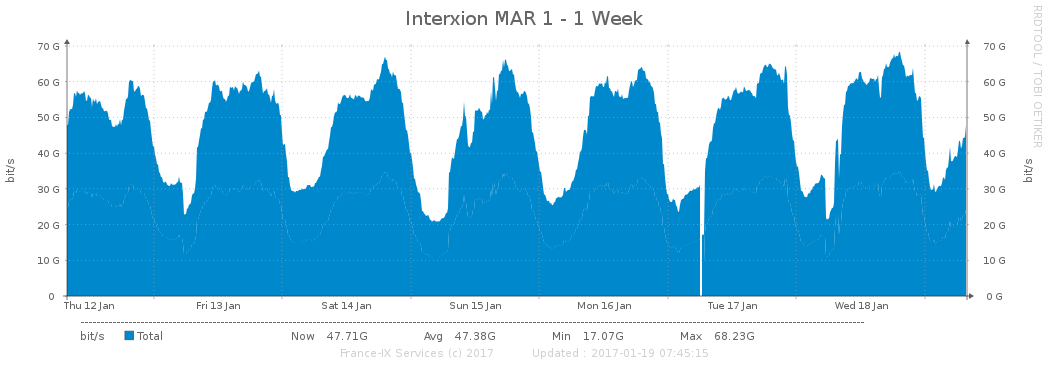 Interxion MAR 1 - 1 Week
RRDTOOL / TOBI OETIKER
bit/s
70 G 70 G
60 G 60 G
50 G 50 G
40 G 40 G
30 G 30 G
20 G 20 G
10 G 10 G
0 0 G
bit/s
Thu 12 Jan Fri 13 Jan Sat 14 Jan Sun 15 Jan Mon 16 Jan Tue 17 Jan Wed 18 Jan
bit/s Total Now 47.71G Avg 47.38G Min 17.07G Max 68.23G
France-IX Services (c) 2017 Updated : 2017-01-19 07:45:15